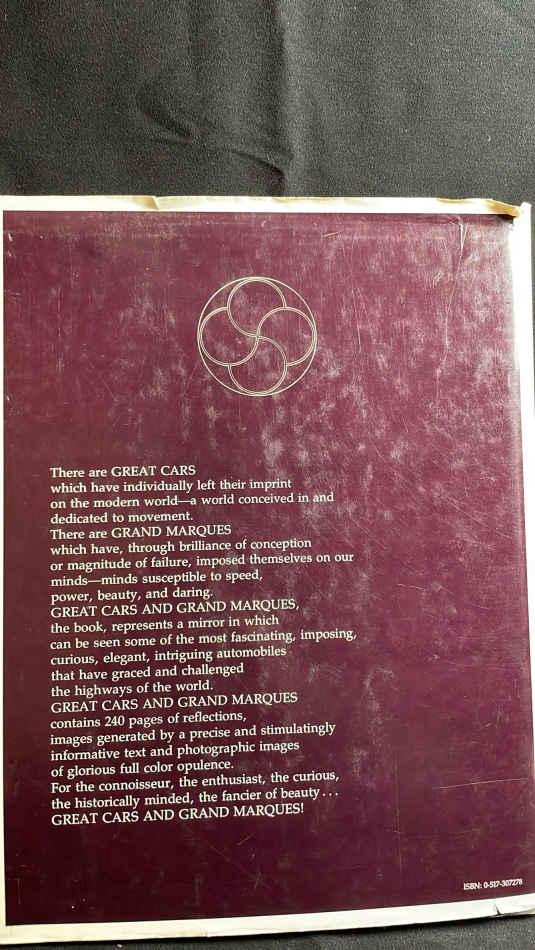 There are GREAT CARS
which have individually left their imprint
on the modern world—a world conceived in and
dedicated to movement.
There are GRAND MARQUES
which have, through brilliance of conception
or magnitude of failure, imposed themselves on our
minds—minds susceptible to speed,
power, beauty, and daring.
GREAT CARS AND GRAND MARQUES,
the book, represents a mirror in which
can be seen some of the most fascinating, imposing,
curious, elegant, intriguing automobiles
that have graced and challenged
the highways of the world.
GREAT CARS AND GRAND MARQUES
contains 240 pages of reflections,
images generated by a precise and stimulatingly
informative text and photographic images
of glorious full color opulence.
For the connoisseur, the enthusiast, the curious,
the historically minded, the fancier of beauty . . .
GREAT CARS AND GRAND MARQUES!
ISBN: 0-517-307278